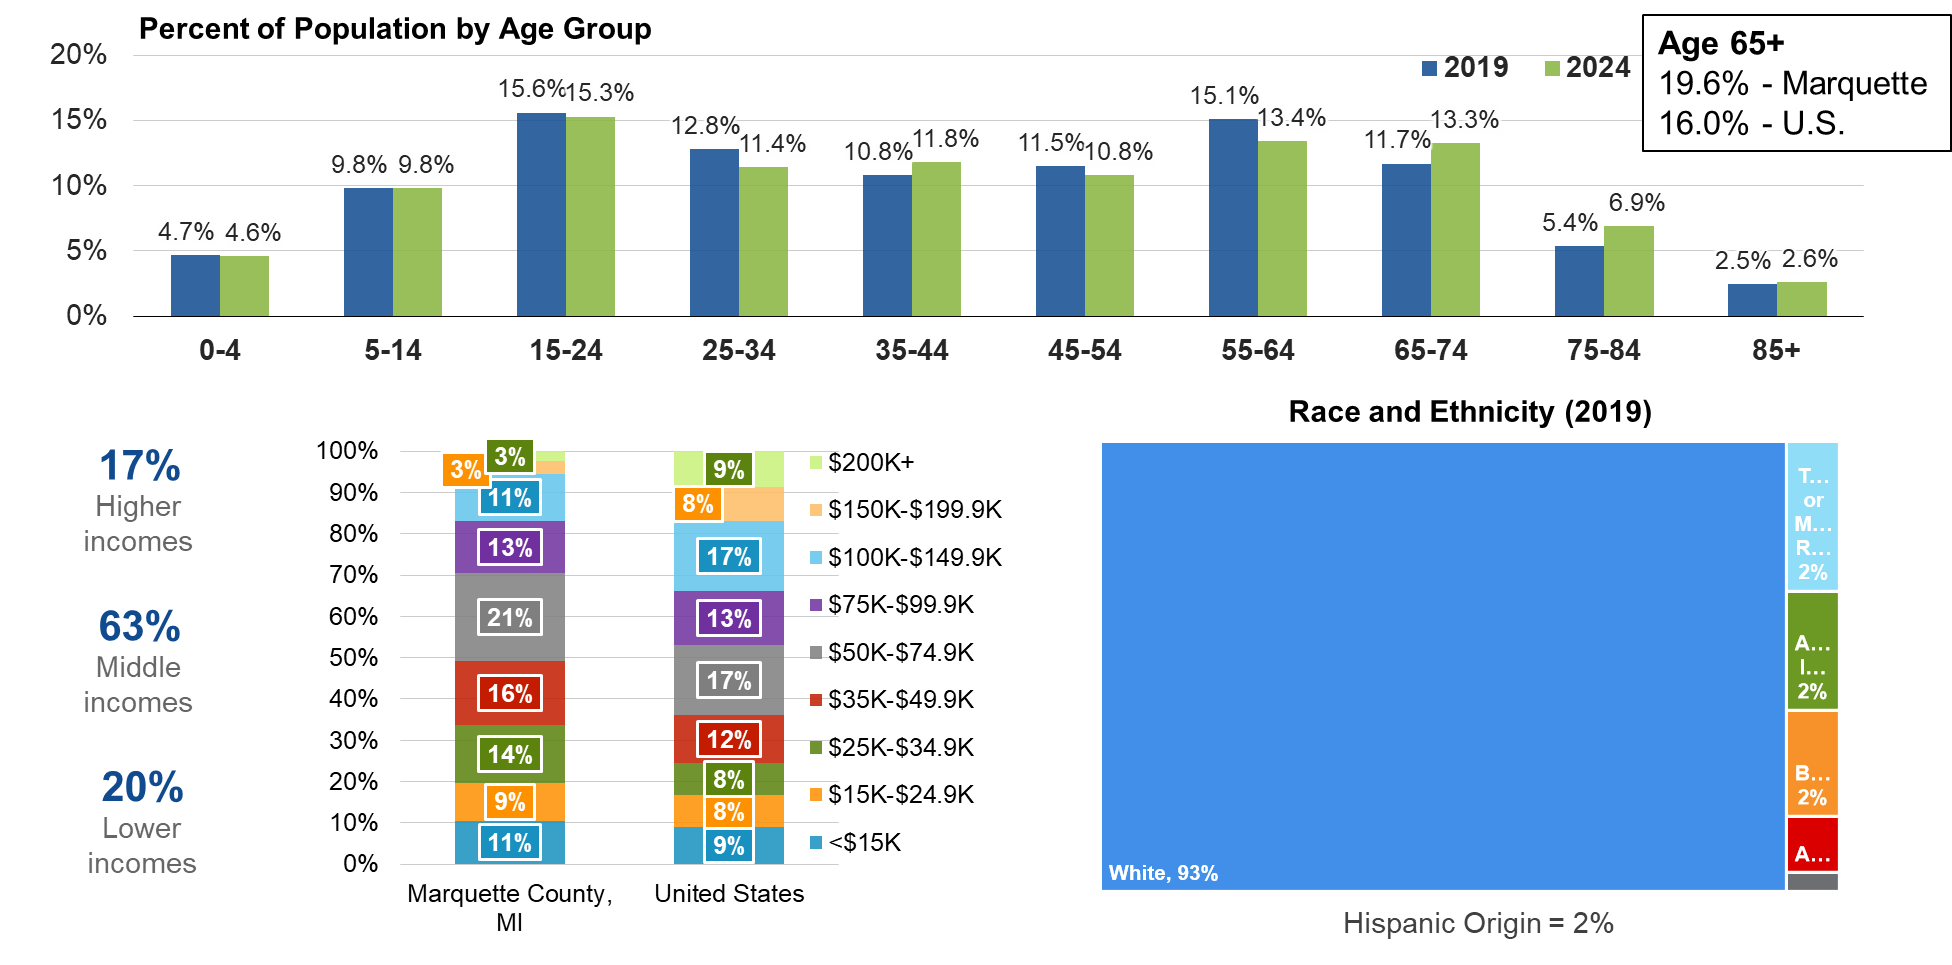 Percent of Population by Age Group
Age 65+
19.6% - Marquette
16.0% - U.S.
2019 2024
20%
15%
10%
5%
0%
4.7% 4.6%
9.8% 9.8%
15.6% 15.3%
12.8% 11.4%
10.8% 11.8%
11.5% 10.8%
15.1% 13.4%
11.7% 13.3%
5.4% 6.9%
2.5% 2.6%
0-4 5-14 15-24 25-34 35-44 45-54 55-64 65-74 75-84 85+
17%
Higher
incomes
63%
Middle
incomes
20%
Lower
incomes
100%
90%
80%
70%
60%
50%
40%
30%
20%
10%
0%
3%
3%
11%
13%
21%
16%
14%
9%
11%
9%
8%
17%
13%
17%
12%
8%
8%
9%
Marquette County,
MI
United States
$200K+
$150K-$199.9K
$100K-$149.9K
$75K-$99.9K
$50K-$74.9K
$35K-$49.9K
$25K-$34.9K
$15K-$24.9K
<$15K
Race and Ethnicity (2019)
White, 93%
T...
or
M...
R...
2%
A...
I...
2%
B...
2%
A...
Hispanic Origin = 2%